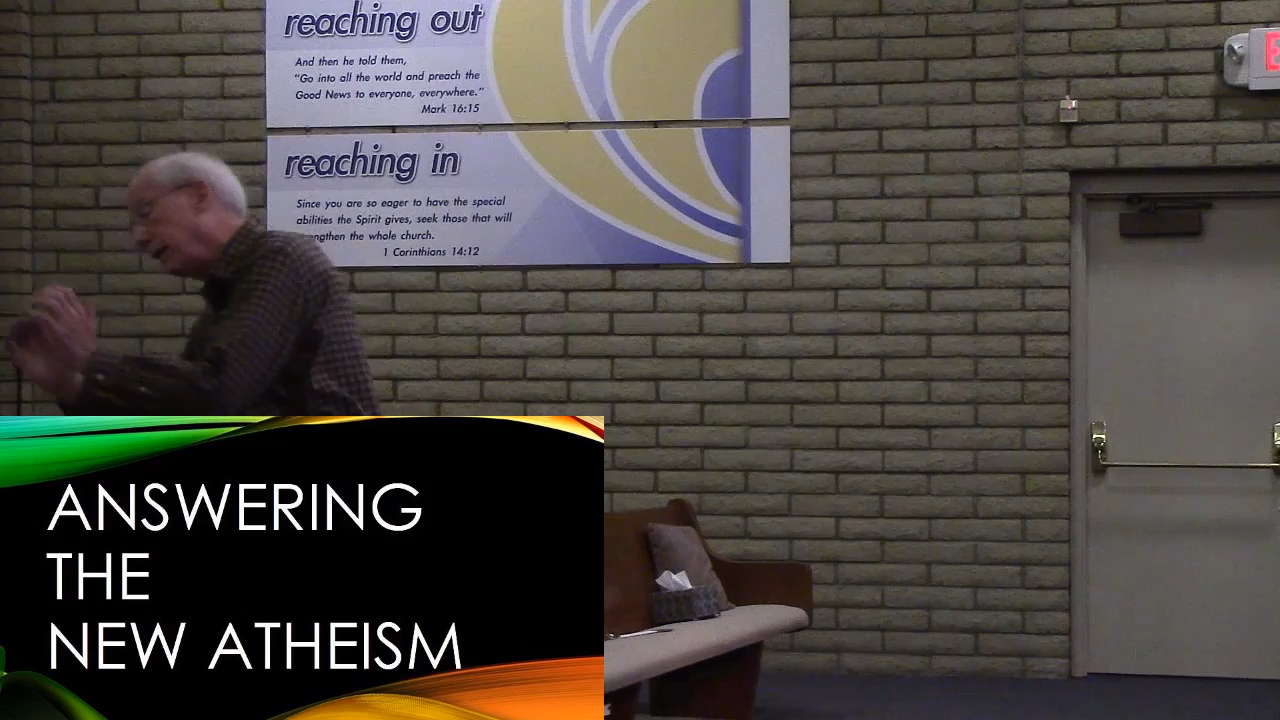 reaching out
And then he told them,
"Go into all the world and preach the
Good News to everyone, everywhere."
Mark 16:15
reaching in
Since you are so eager to have the special
abilities the Spirit gives, seek those that will
the whole church.
1 Corinthians 14:12
ANSWERING
THE
NEW ATHEISM